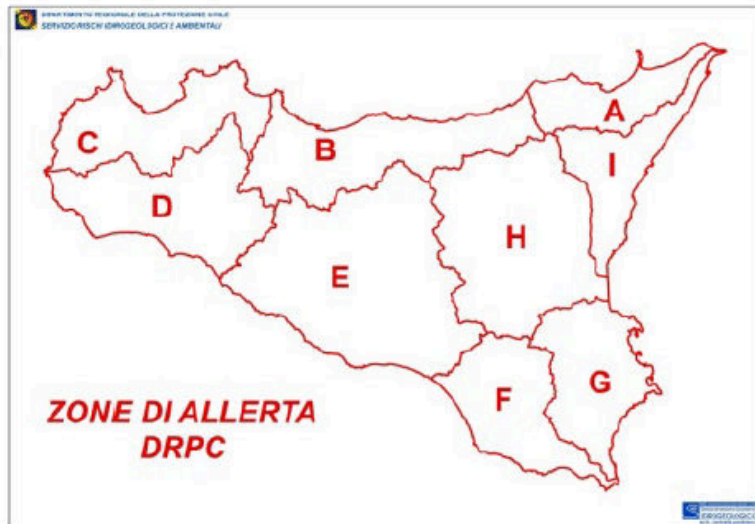 DIPARTIMENTO REGIONALE DELLA PROTEZIONE CIVILE
SERVIZIO RISCHI IDROGEOLOGICI E AMBIENTALI
A
C
B
I
D
H
E
F
G
ZONE DI ALLERTA
DRPC